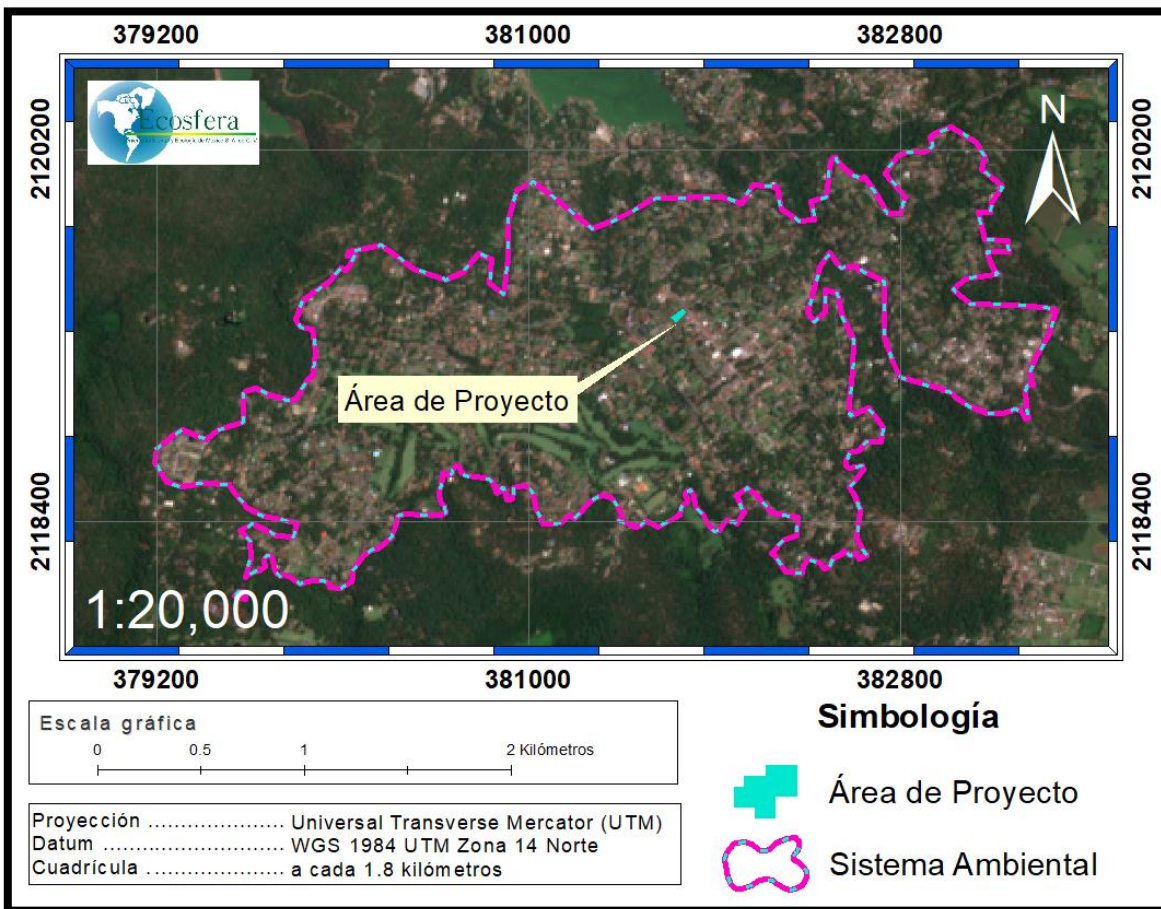 379200 381000 382800
Ecosfera
N
2120200 2120200
Área de Proyecto
2118400 2118400
1:20,000
379200 381000 382800
Escala gráfica
0 0.5 1 2 Kilómetros
Proyección ..................... Universal Transverse Mercator (UTM)
Datum ........................... WGS 1984 UTM Zona 14 Norte
Cuadrícula ..................... a cada 1.8 kilómetros
Simbología
Área de Proyecto
Sistema Ambiental